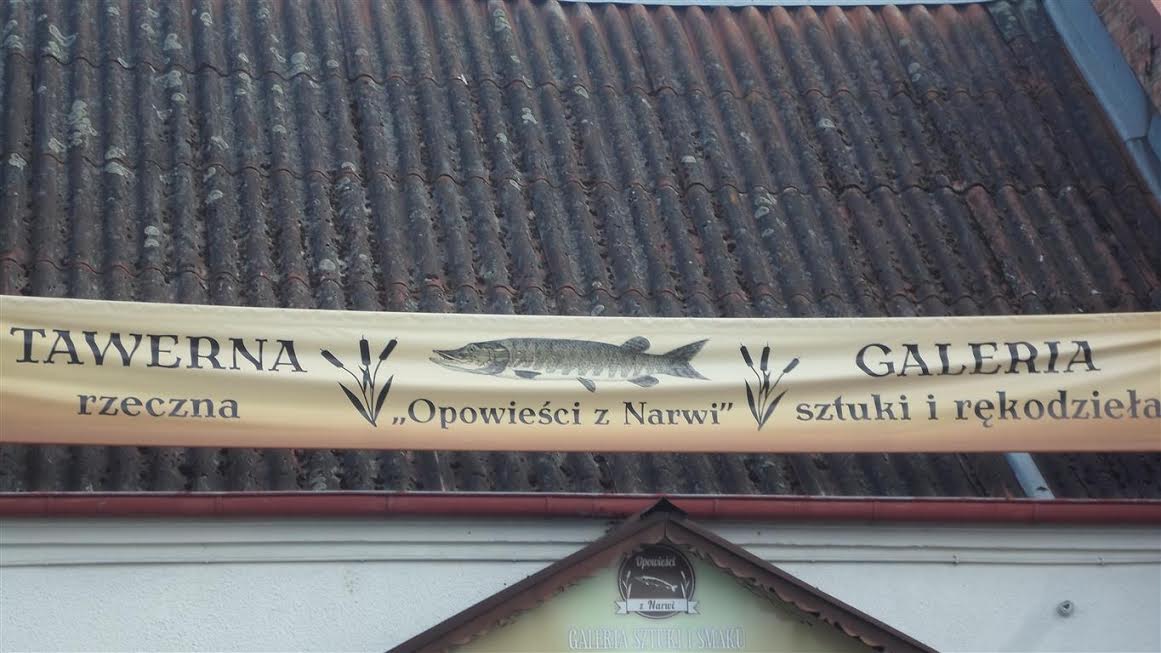 TAWERNA
rzeczna
„Opowieści z Narwi”
GALERIA
sztuki i rękodzieła
Opowieści
z Narwi
GALERIA SZTUKI I SMAKU